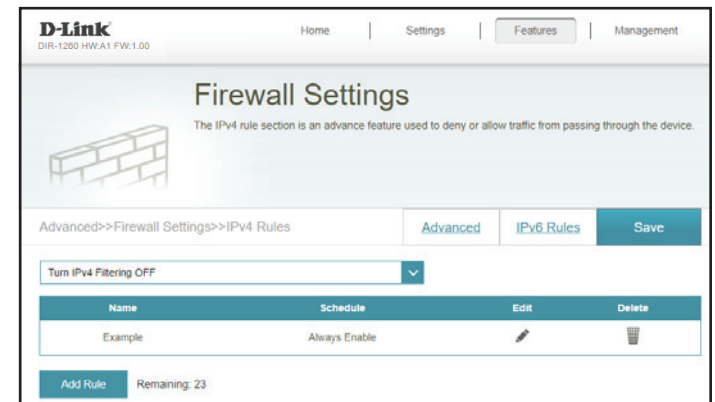 D-Link
DIR-1260 HW:A1 FW:1.00
Home | Settings | Features | Management
Firewall Settings
The IPv4 rule section is an advance feature used to deny or allow traffic from passing through the device.
Advanced>>Firewall Settings>>IPv4 Rules Advanced IPv6 Rules Save
Turn IPv4 Filtering OFF
Name Schedule Edit Delete
Example Always Enable
Add Rule Remaining: 23